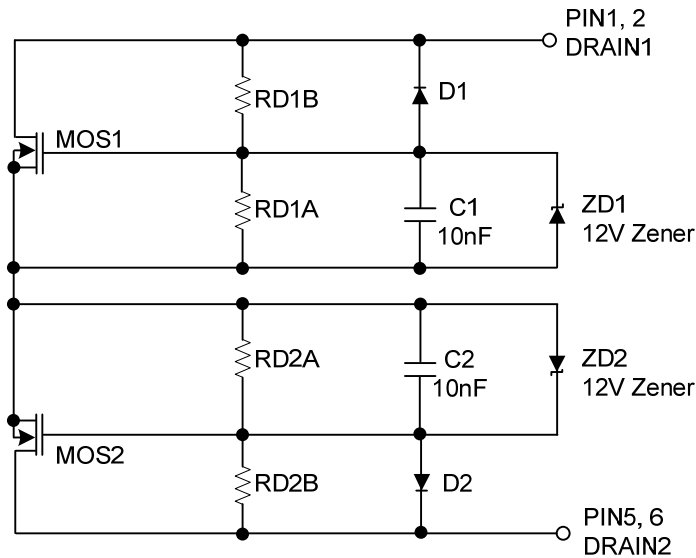 PIN1, 2
DRAIN1
RD1B
D1
MOS1
RD1A
C1
10nF
ZD1
12V Zener
RD2A
C2
10nF
ZD2
12V Zener
MOS2
RD2B
D2
PIN5, 6
DRAIN2